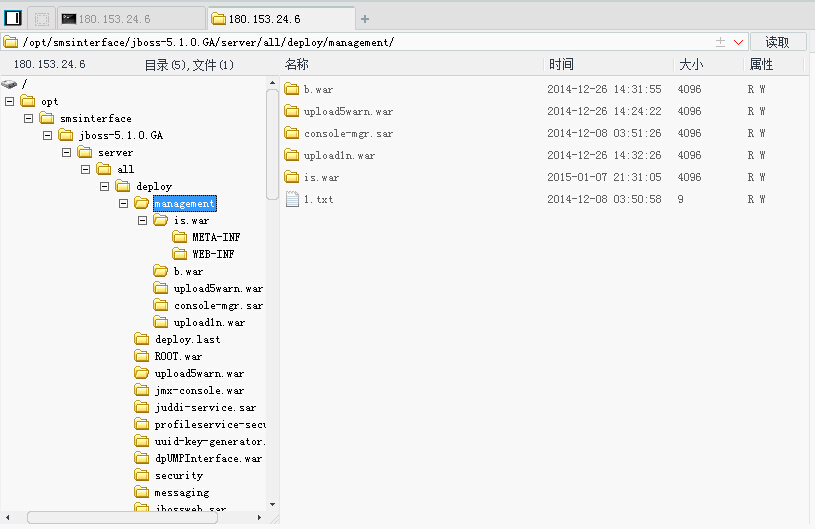 180.153.24.6
180.153.24.6
/opt/smsinterface/jboss-5.1.0.GA/server/all/deploy/management/
读取
180.153.24.6 目录(5),文件(1)
名称 时间 大小 属性
/
opt
smsinterface
jboss-5.1.0.GA
server
all
deploy
management
is.war
META-INF
WEB-INF
b.war
upload5warn.war
console-mgr.sar
upload1n.war
deploy.last
ROOT.war
upload5warn.war
jmx-console.war
juddi-service.sar
profileservice-secu
uuid-key-generator.
dpUMPInterface.war
security
messaging
jbossweb.sar
b.war 2014-12-26 14:31:55 4096 R W
upload5warn.war 2014-12-26 14:24:22 4096 R W
console-mgr.sar 2014-12-08 03:51:26 4096 R W
upload1n.war 2014-12-26 14:32:26 4096 R W
is.war 2015-01-07 21:31:05 4096 R W
1.txt 2014-12-08 03:50:58 9 R W